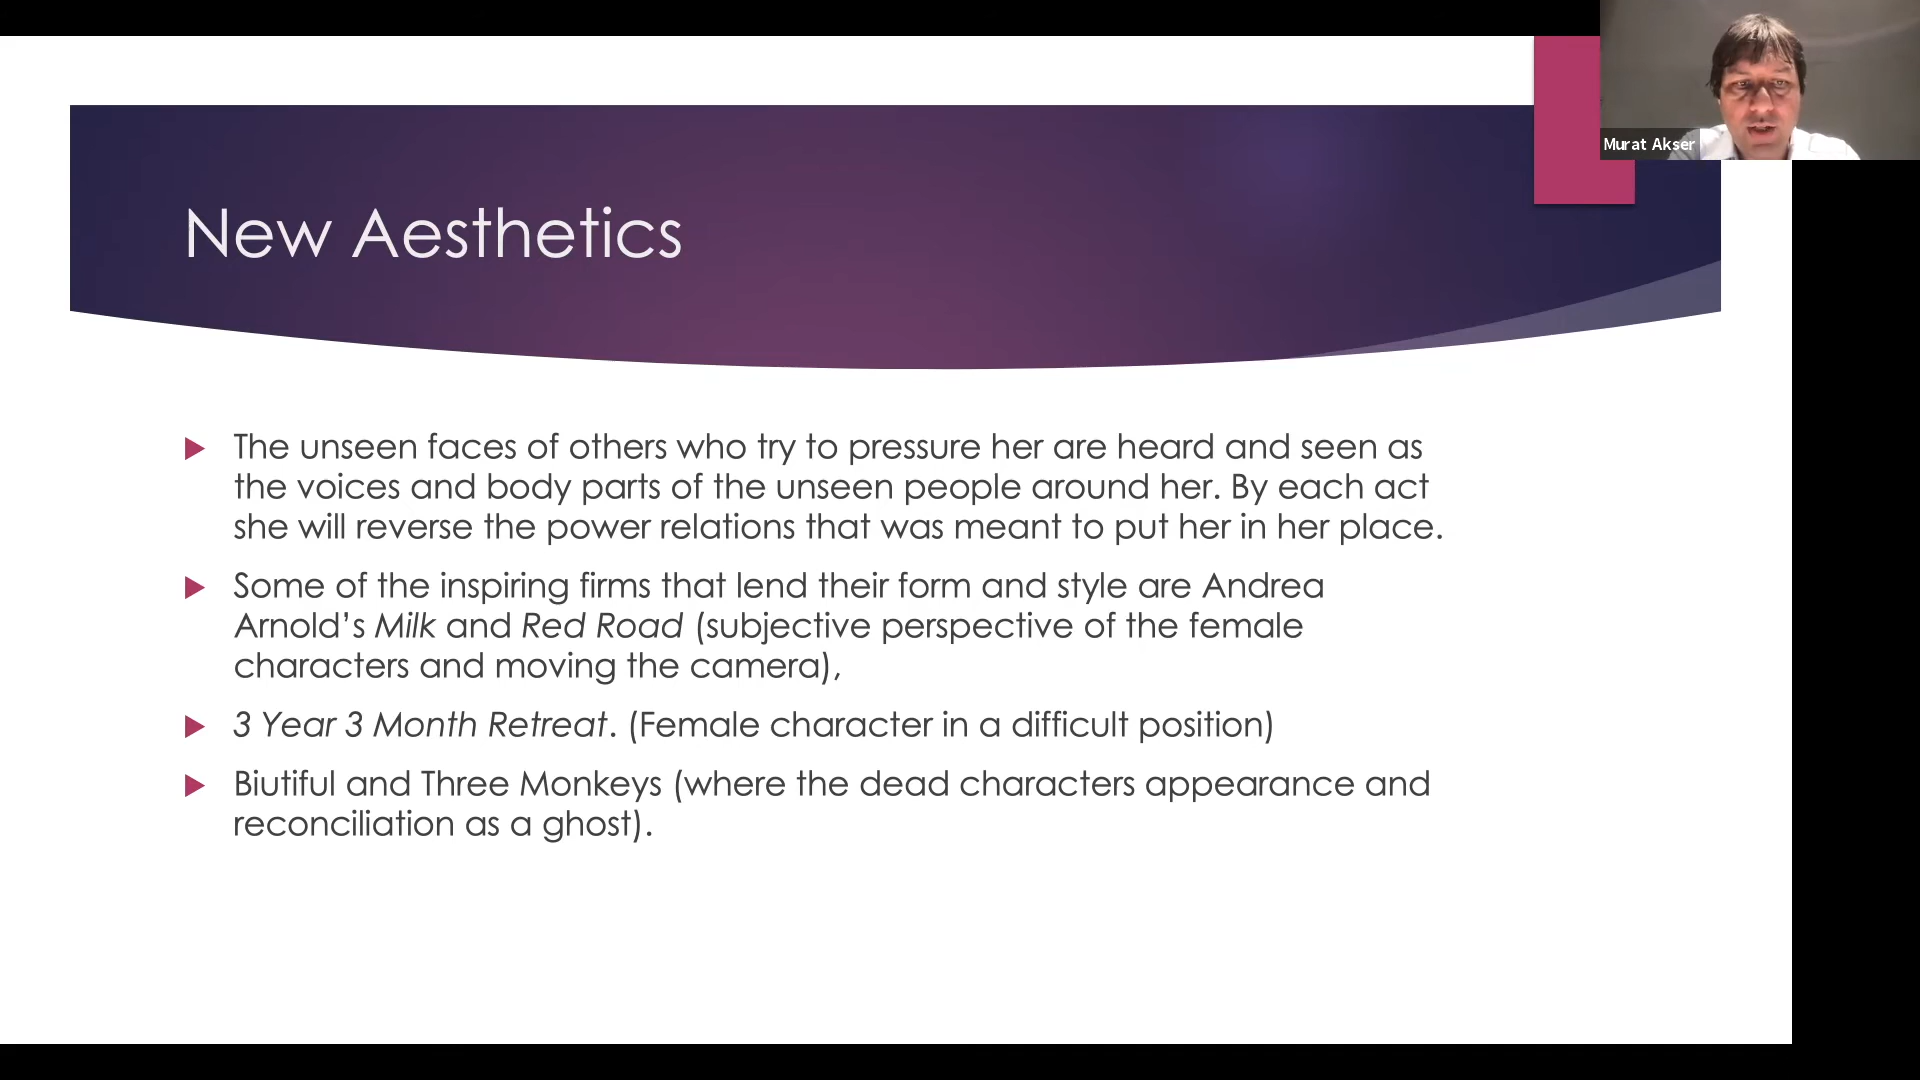 Murat Akser
New Aesthetics
The unseen faces of others who try to pressure her are heard and seen as
the voices and body parts of the unseen people around her. By each act
she will reverse the power relations that was meant to put her in her place.
Some of the inspiring firms that lend their form and style are Andrea
Arnold’s Milk and Red Road (subjective perspective of the female
characters and moving the camera),
3 Year 3 Month Retreat. (Female character in a difficult position)
Biutiful and Three Monkeys (where the dead characters appearance and
reconciliation as a ghost).